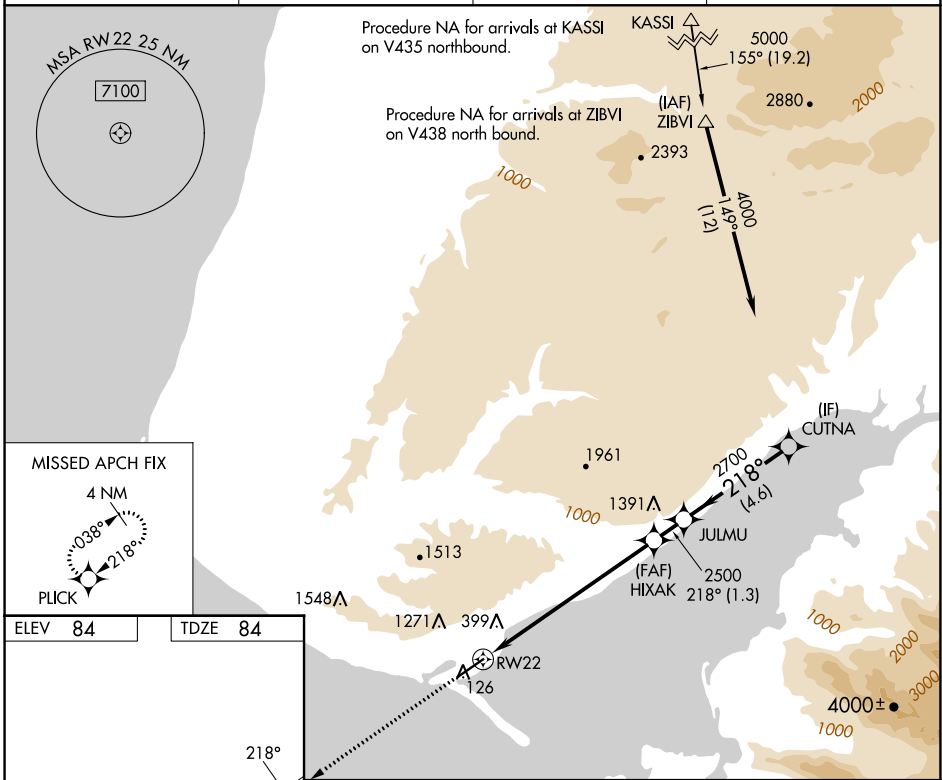 MSA RW22 25 NM
7100
Procedure NA for arrivals at KASSI
on V435 northbound.
KASSI
5000
155° (19.2)
Procedure NA for arrivals at ZIBVI
on V438 north bound.
(IAF)
ZIBVI
2880
2000
2393
1000
4000
149°
(12)
(IF)
CUTNA
2700
218°
(4.6)
1961
1391
1000
JULMU
(FAF)
HIXAK
2500
218° (1.3)
MISSED APCH FIX
4 NM
038°
218°
PLICK
1513
1548
1271
399
RW22
126
1000
2000
3000
4000±
1000
ELEV 84
TDZE 84
218°